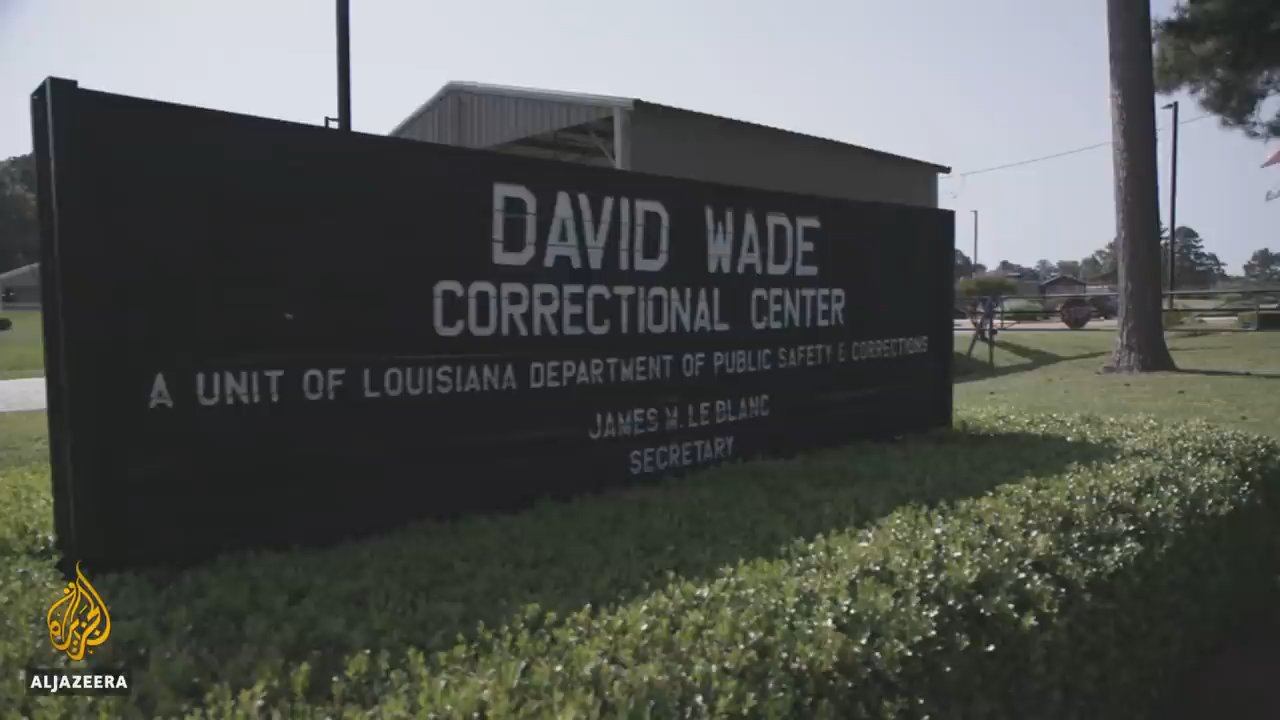 DAVID WADE
CORRECTIONAL CENTER
A UNIT OF LOUISIANA DEPARTMENT OF PUBLIC SAFETY & CORRECTIONS
JAMES M. LE BLANC
SECRETARY
ALJAZEERA